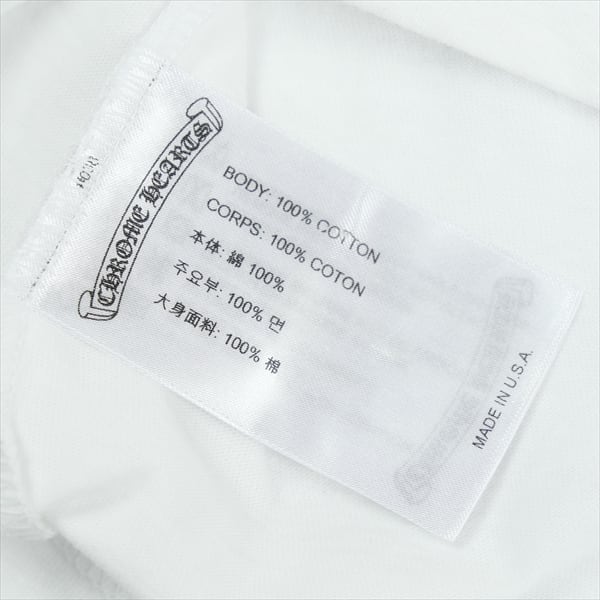 CHROME HEARTS
BODY: 100% COTTON
CORPS: 100% COTON
本体: 綿 100%
주요부: 100% 면
大身面料: 100% 棉
MADE IN U.S.A.